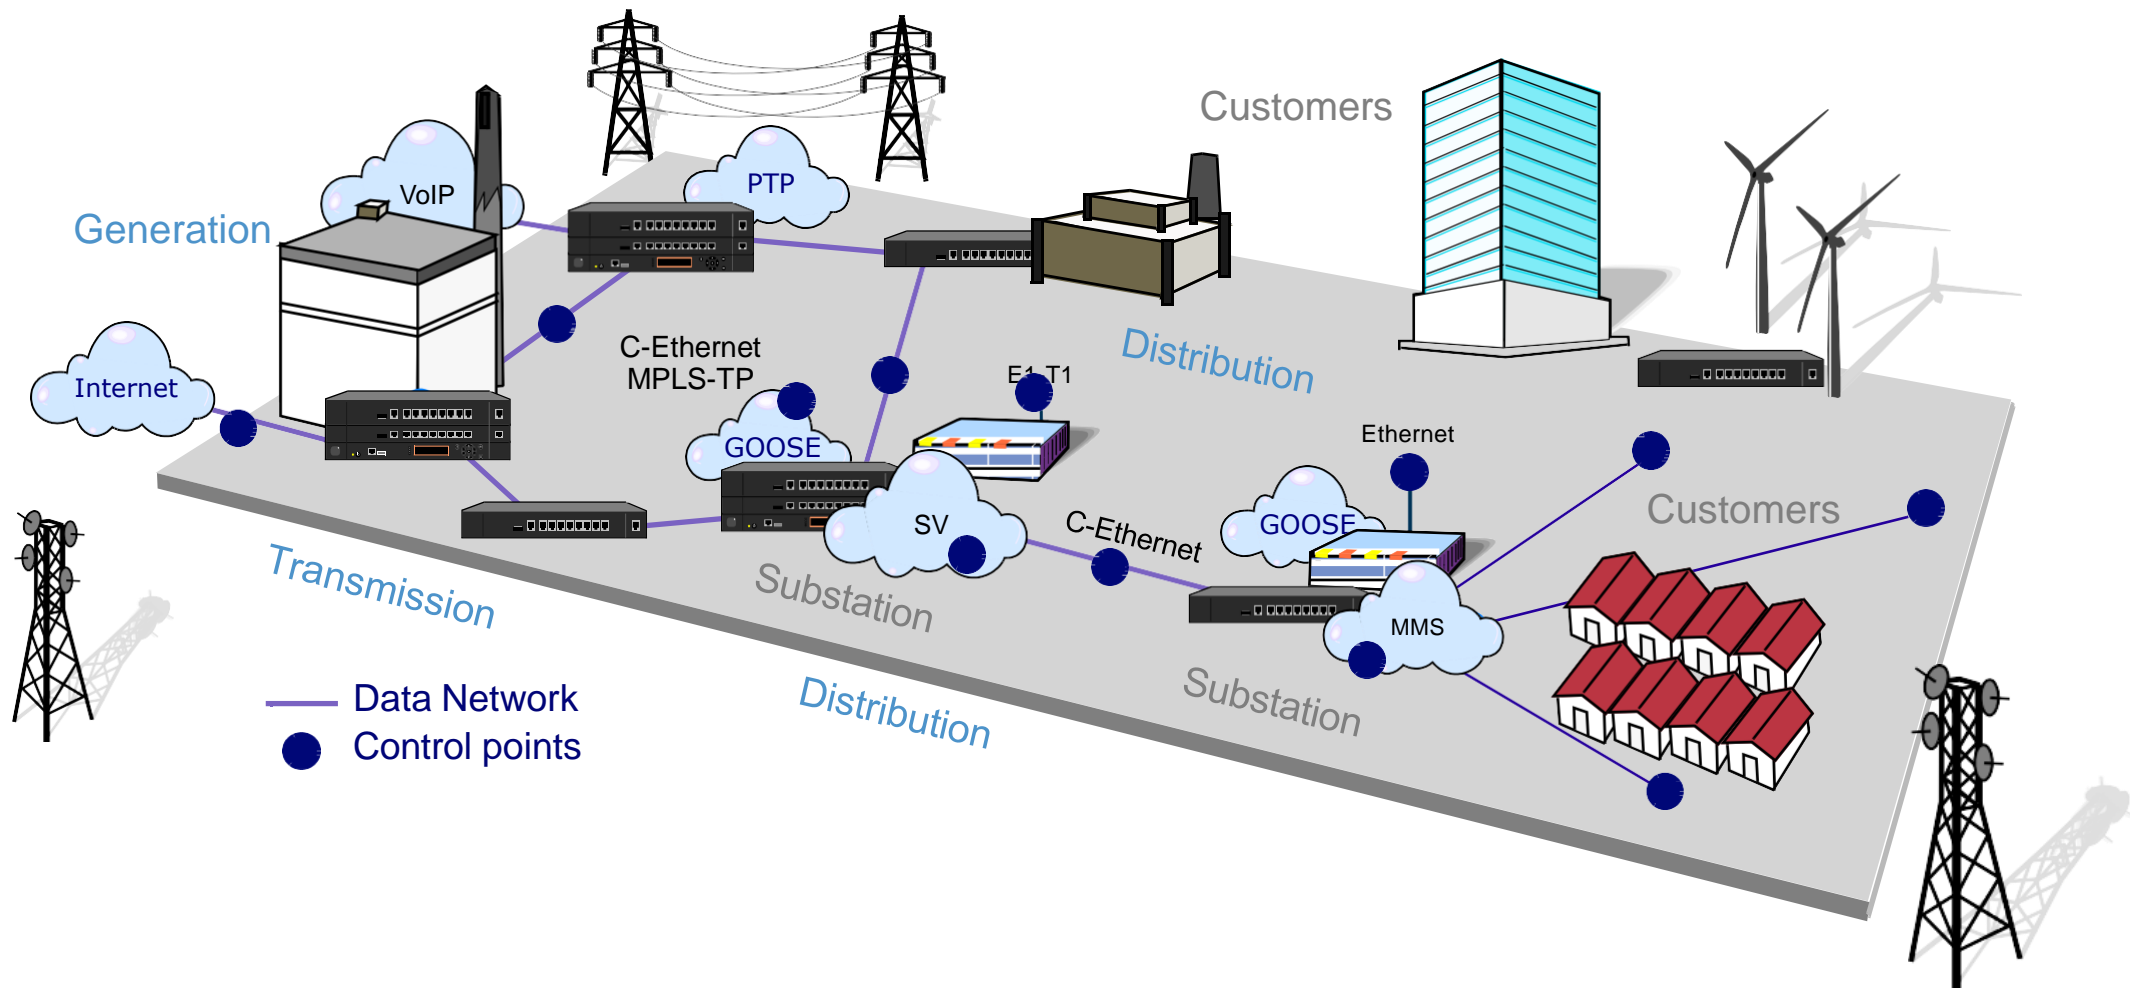 Customers
VoIP
PTP
Generation
C-Ethernet
MPLS-TP
Distribution
E1 T1
Internet
GOOSE
Ethernet
Customers
SV
C-Ethernet
GOOSE
Transmission
Substation
MMS
Substation
Distribution
Data Network
Control points